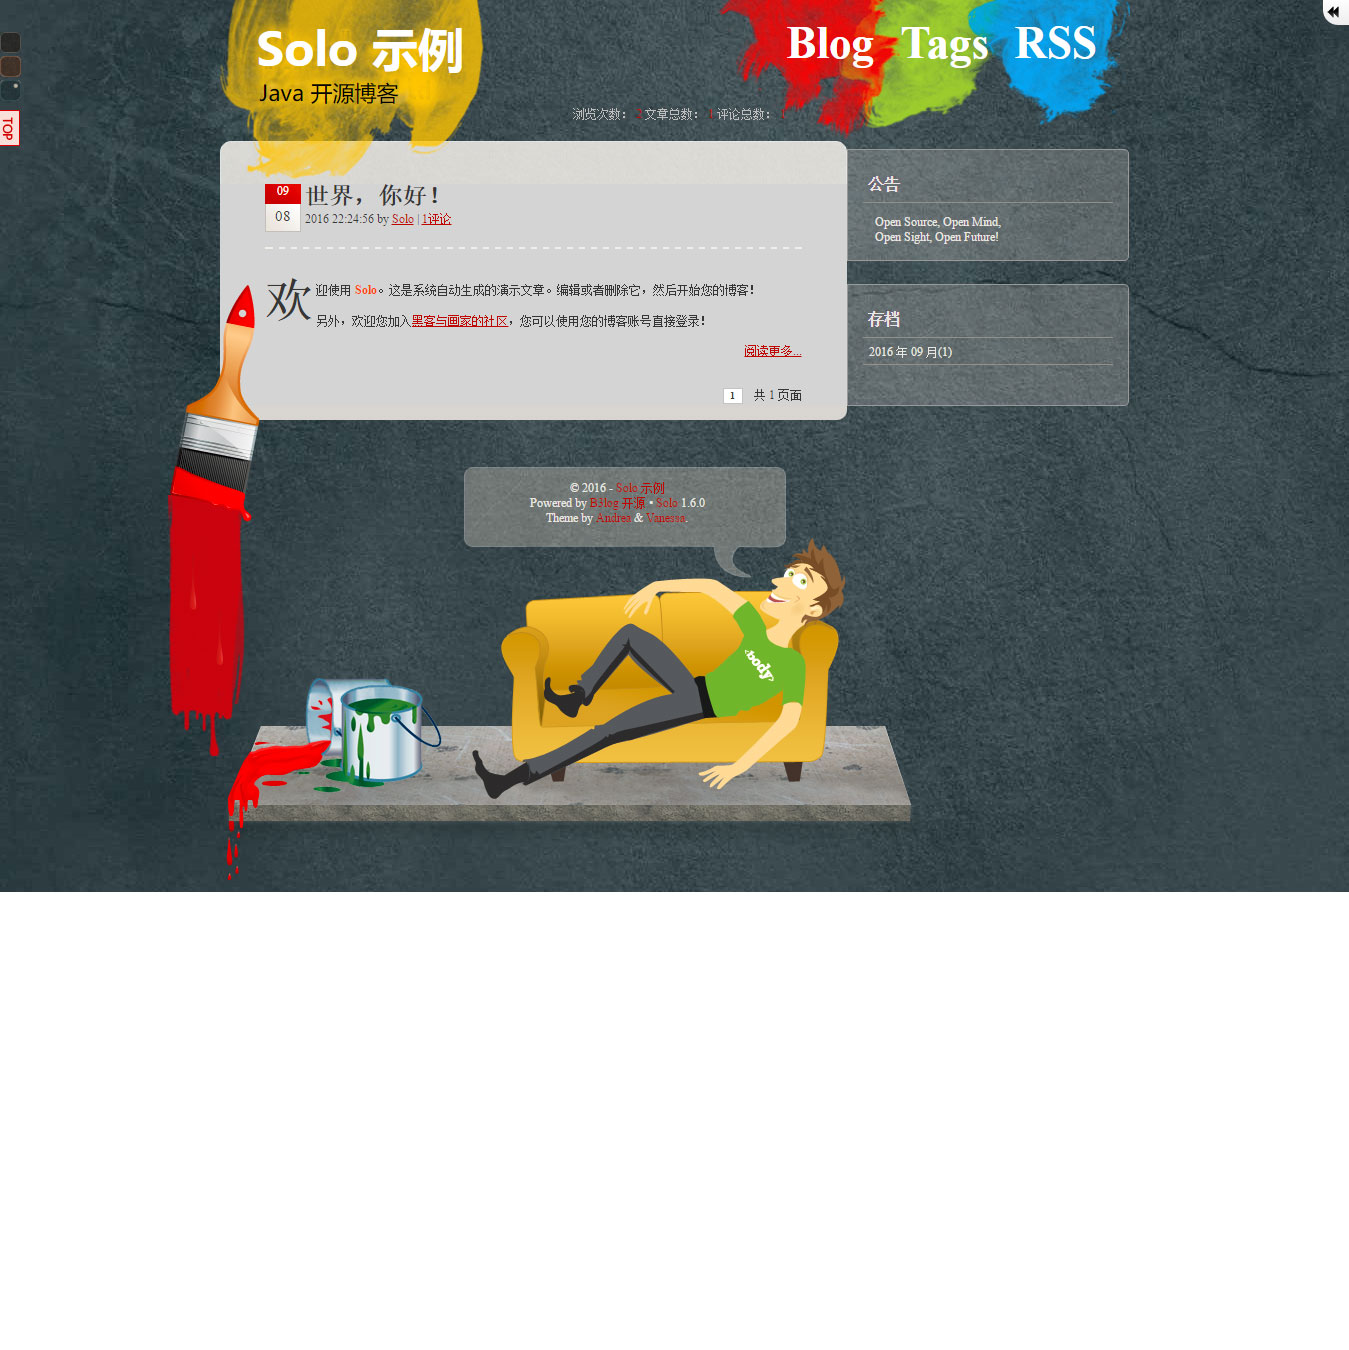 Solo 示例
Java 开源博客
Blog Tags RSS
浏览次数： 文章总数： 评论总数：
TOP
09
08
世界，你好！
2016 22:24:56 by Solo | 1评论
欢迎使用 Solo。这是系统自动生成的演示文章。编辑或者删除它，然后开始您的博客！
另外，欢迎您加入黑客与画家的社区，您可以使用您的博客账号直接登录！
阅读更多...
1 共 1 页面
公告
Open Source, Open Mind,
Open Sight, Open Future!
存档
2016 年 09 月(1)
© 2016 - Solo 示例
Powered by B3log 开源 • Solo 1.6.0
Theme by Andrea & Vanessa.
body